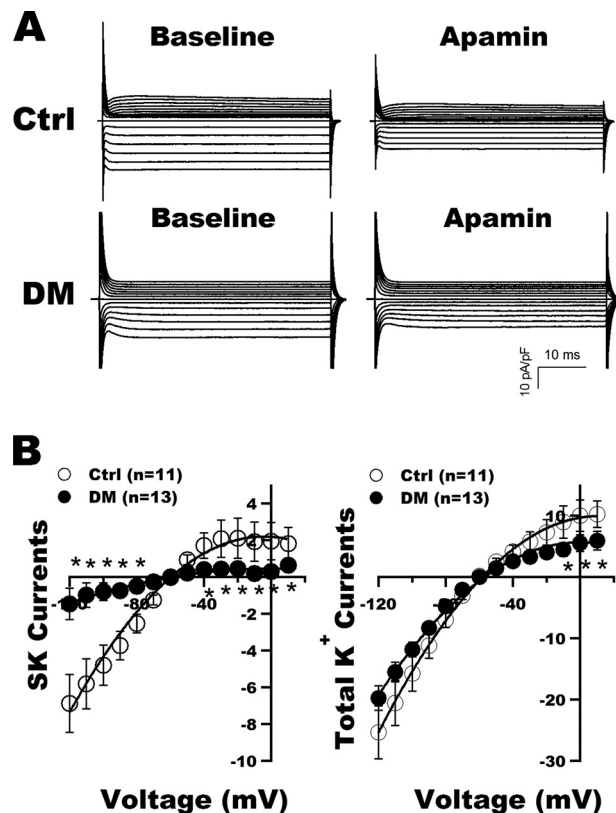 A
Baseline Apamin
Ctrl
Baseline Apamin
DM
10 pA/pF
10 ms
B
Ctrl (n=11)
DM (n=13)
4
2
-80 -40
* * * * *
* * * * * *
-2
-4
-6
-8
-10
SK Currents
Voltage (mV)
Ctrl (n=11)
DM (n=13)
10
-120 -80 -40
* * *
-10
-20
-30
Total K+ Currents
Voltage (mV)